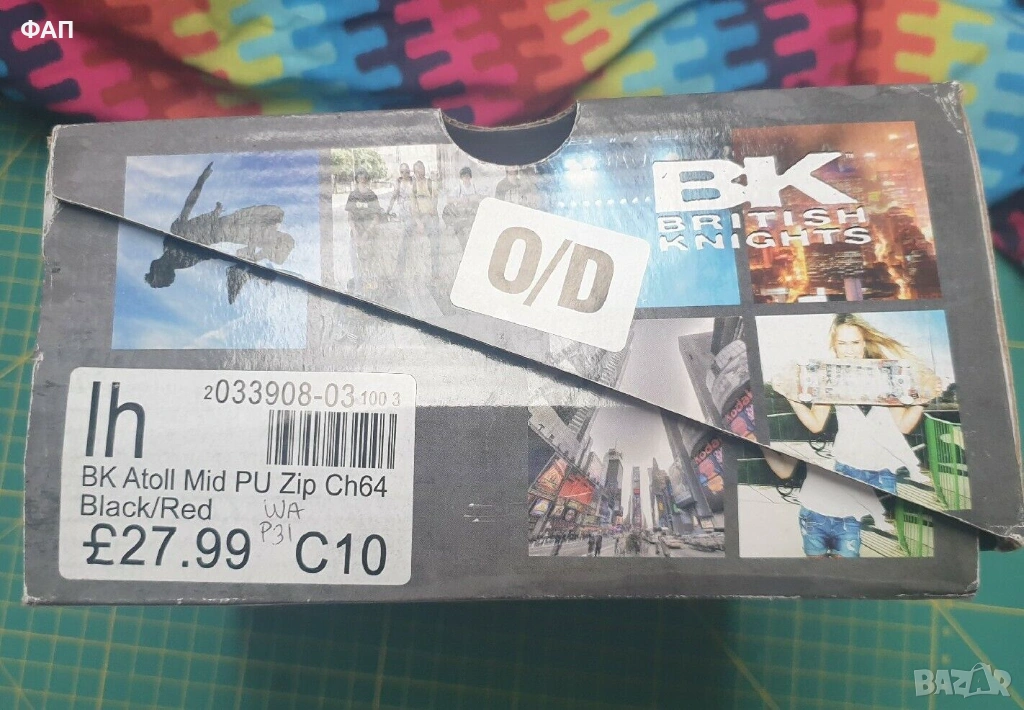 ФАП
BK
BRITISH
KNIGHTS
O/D
lh
2033908-03 100 3
BK Atoll Mid PU Zip Ch64
Black/Red
WA
P31
£27.99 C10
Kodak
BAZAR